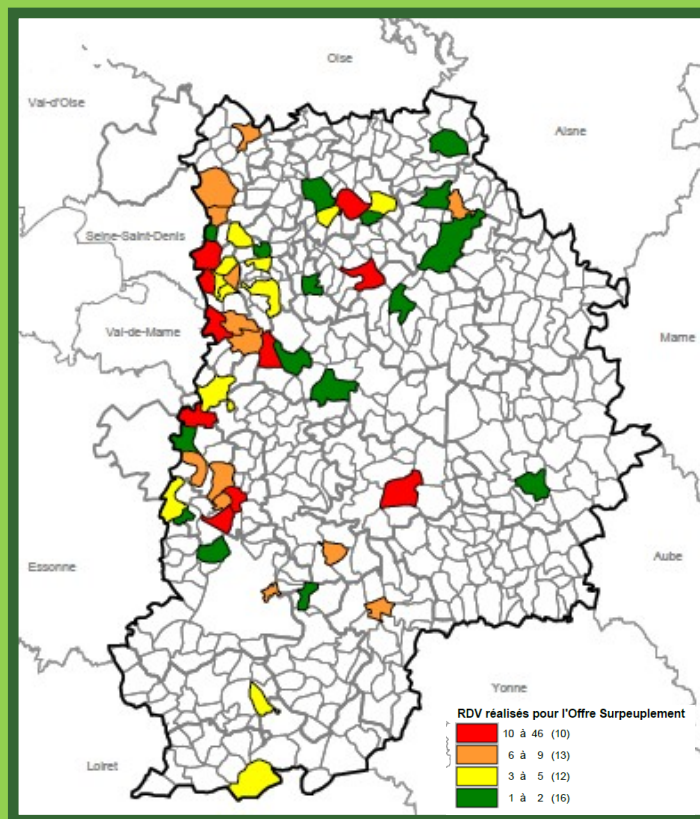 Oise
Val-d'Oise
Aisne
Seine-Saint-Denis
Val-de-Marne
Marne
Essonne
Aube
Yonne
Loiret
RDV réalisés pour l'Offre Surpeuplement
10 à 46 (10)
6 à 9 (13)
3 à 5 (12)
1 à 2 (16)